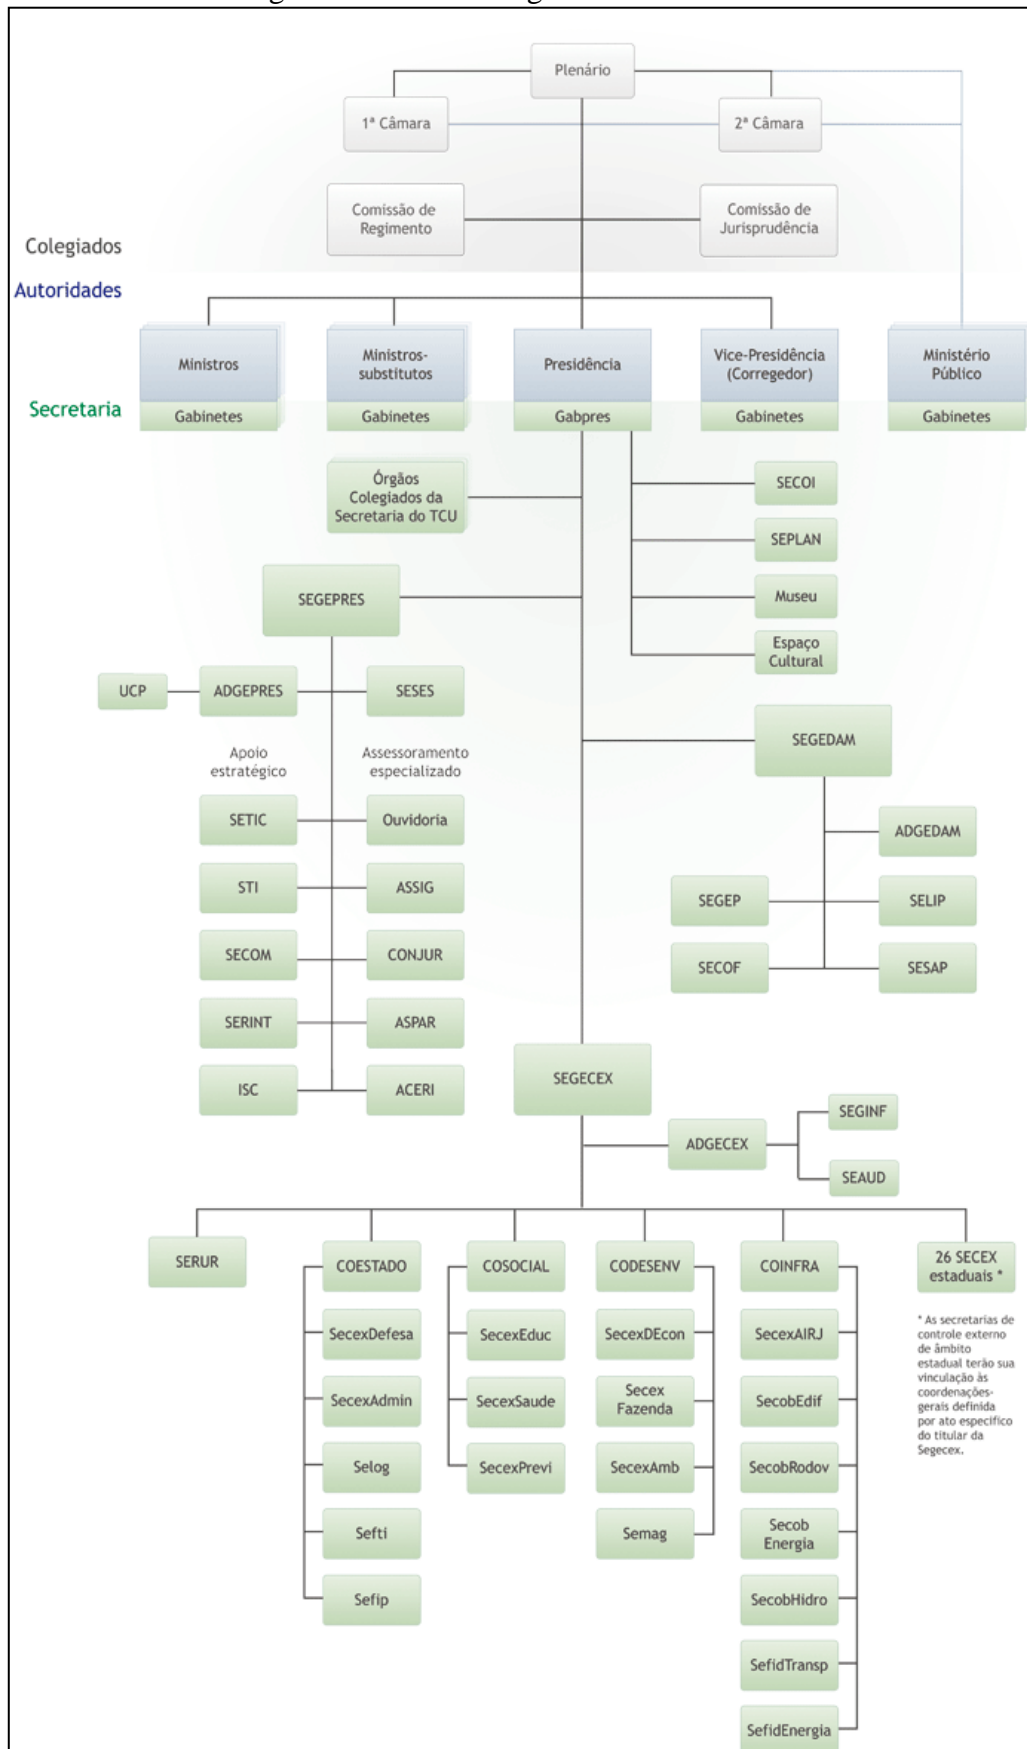 Plenário
1ª Câmara
2ª Câmara
Comissão de
Regimento
Comissão de
Jurisprudência
Colegiados
Autoridades
Ministros
Ministros-
substitutos
Presidência
Vice-Presidência
(Corregedor)
Ministério
Público
Secretaria
Gabinetes
Gabinetes
Gabpres
Gabinetes
Gabinetes
Órgãos
Colegiados da
Secretaria do TCU
SECOI
SEPLAN
Museu
Espaço
Cultural
SEGEPRES
UCP
ADGEPRES
SESES
SEGEDAM
Apoio
estratégico
Assessoramento
especializado
SETIC
Ouvidoria
ADGEDAM
STI
ASSIG
SEGEP
SELIP
SECOM
CONJUR
SECOF
SESAP
SERINT
ASPAR
ISC
ACERI
SEGECEX
ADGECEX
SEGINF
SEAUD
SERUR
COESTADO
COSOCIAL
CODESENV
COINFRA
26 SECEX
estaduais *
SecexDefesa
SecexEduc
SecexDEcon
SecexAIRJ
* As secretarias de
controle externo
de âmbito
estadual terão sua
vinculação às
coordenações-
gerais definida
por ato específico
do titular da
Segecex.
SecexAdmin
SecexSaude
Secex
Fazenda
SecobEdif
Selog
SecexPrevi
SecexAmb
SecobRodov
Sefti
Semag
Secob
Energia
Sefip
SecobHidro
SefidTransp
SefidEnergia